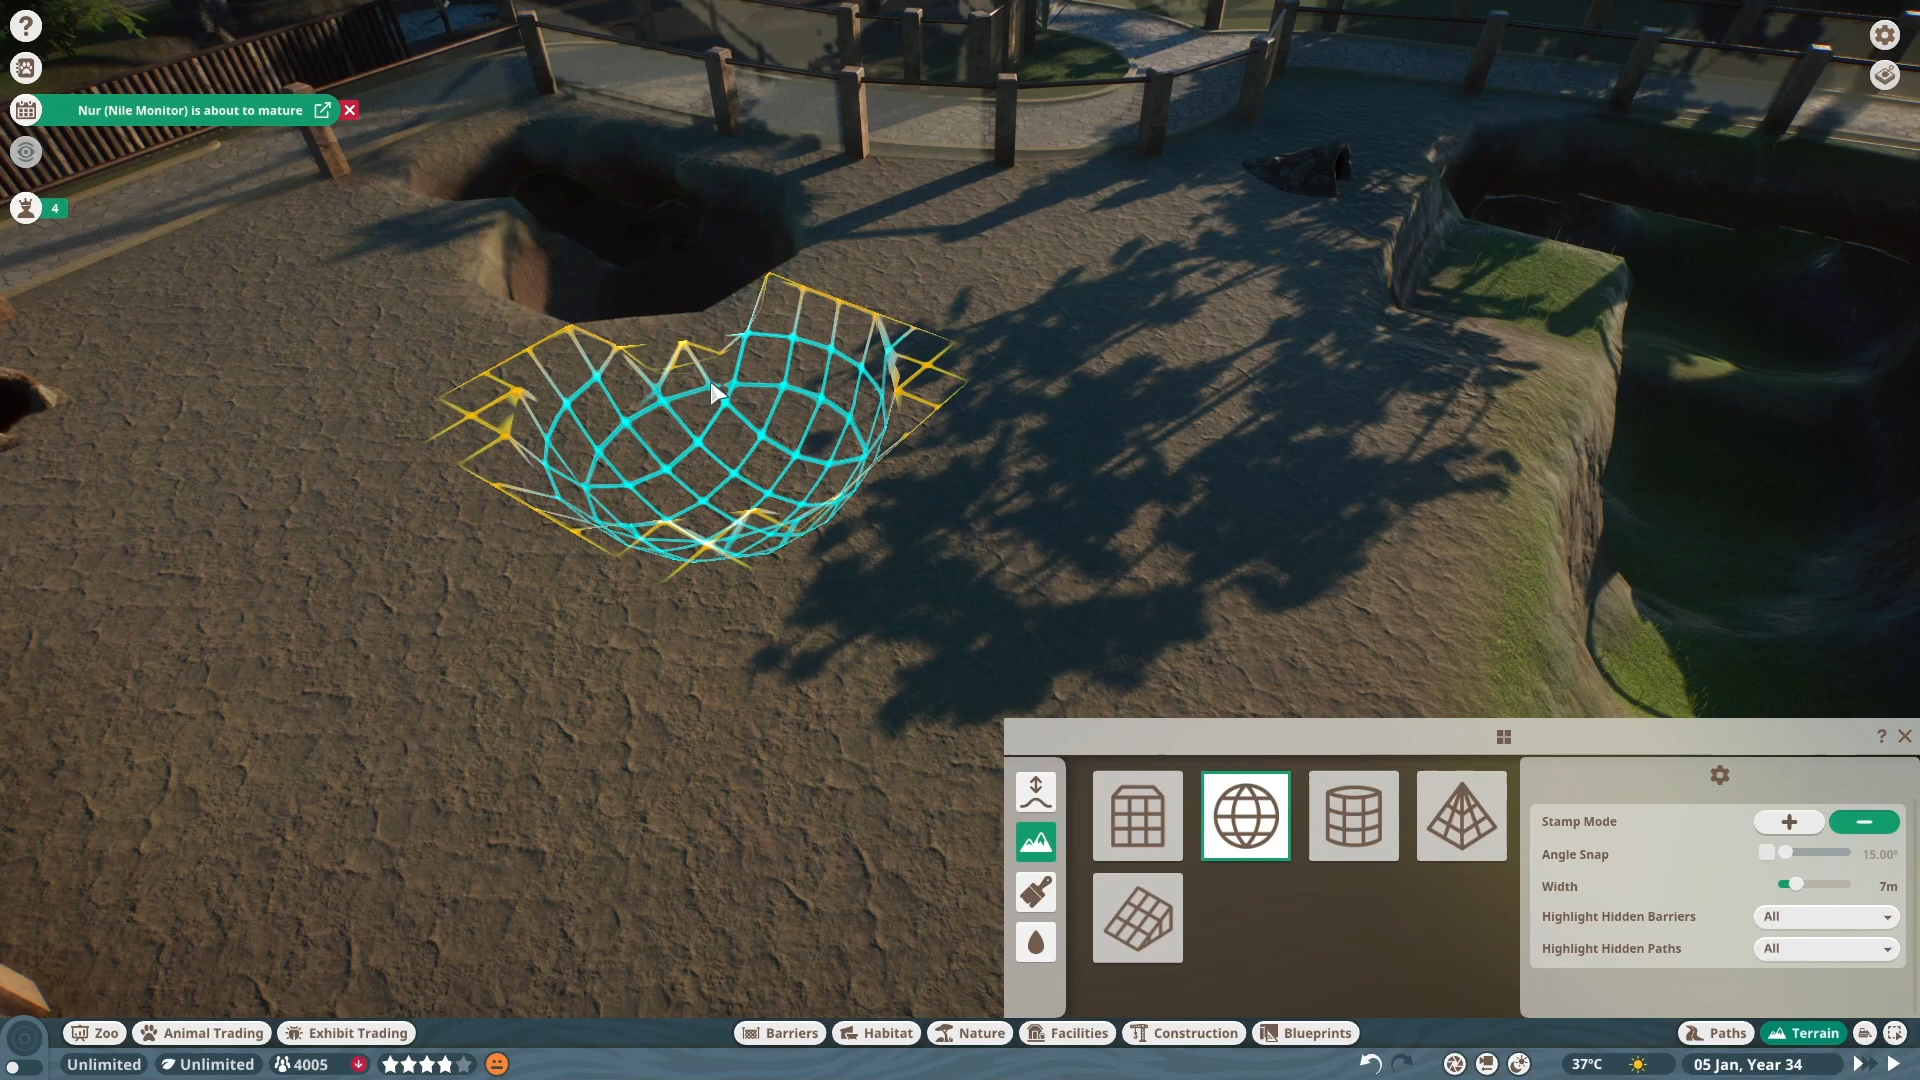 ?
Nur (Nile Monitor) is about to mature
4
?
Stamp Mode
Angle Snap 15.00°
Width 7m
Highlight Hidden Barriers All
Highlight Hidden Paths All
Zoo Animal Trading Exhibit Trading Barriers Habitat Nature Facilities Construction Blueprints Paths Terrain
Unlimited Unlimited 4005 37°C 05 Jan, Year 34